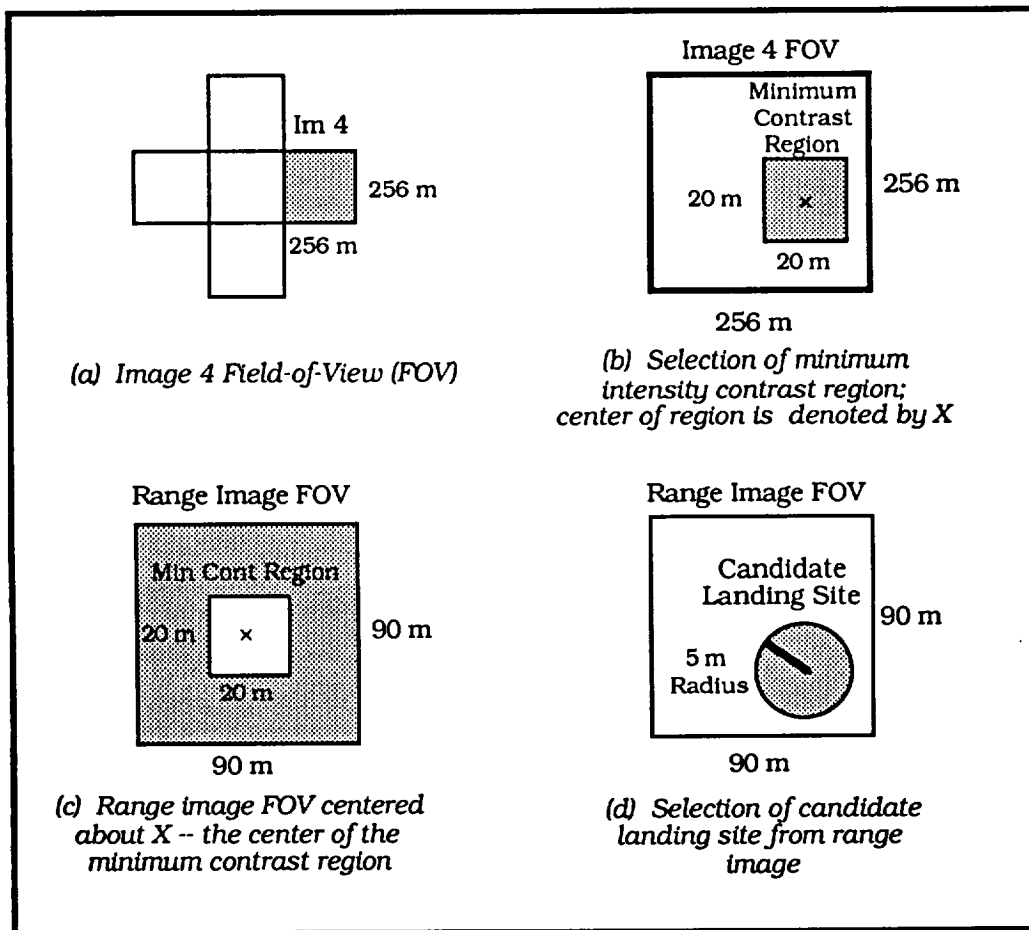 Im 4
256 m
256 m
(a) Image 4 Field-of-View (FOV)
Image 4 FOV
Minimum
Contrast
Region
20 m
256 m
20 m
256 m
(b) Selection of minimum
intensity contrast region;
center of region is denoted by X
Range Image FOV
Min Cont Region
20 m
90 m
20 m
90 m
(c) Range image FOV centered
about X -- the center of the
minimum contrast region
Range Image FOV
Candidate
Landing Site
90 m
5 m
Radius
90 m
(d) Selection of candidate
landing site from range
image